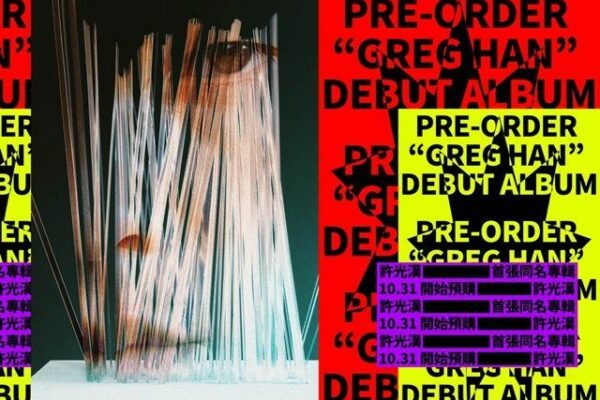 PRE-ORDER
“GREG HAN”
DEBUT ALBUM
PRE-ORDER
“GREG HAN”
DEBUT ALBUM
PRE-ORDER
“GREG HAN”
許光漢 首張同名專輯
10.31 開始預購 許光漢
許光漢 首張同名專輯
10.31 開始預購 許光漢
許光漢 首張同名專輯
10.31 開始預購 許光漢
DEBUT ALBUM